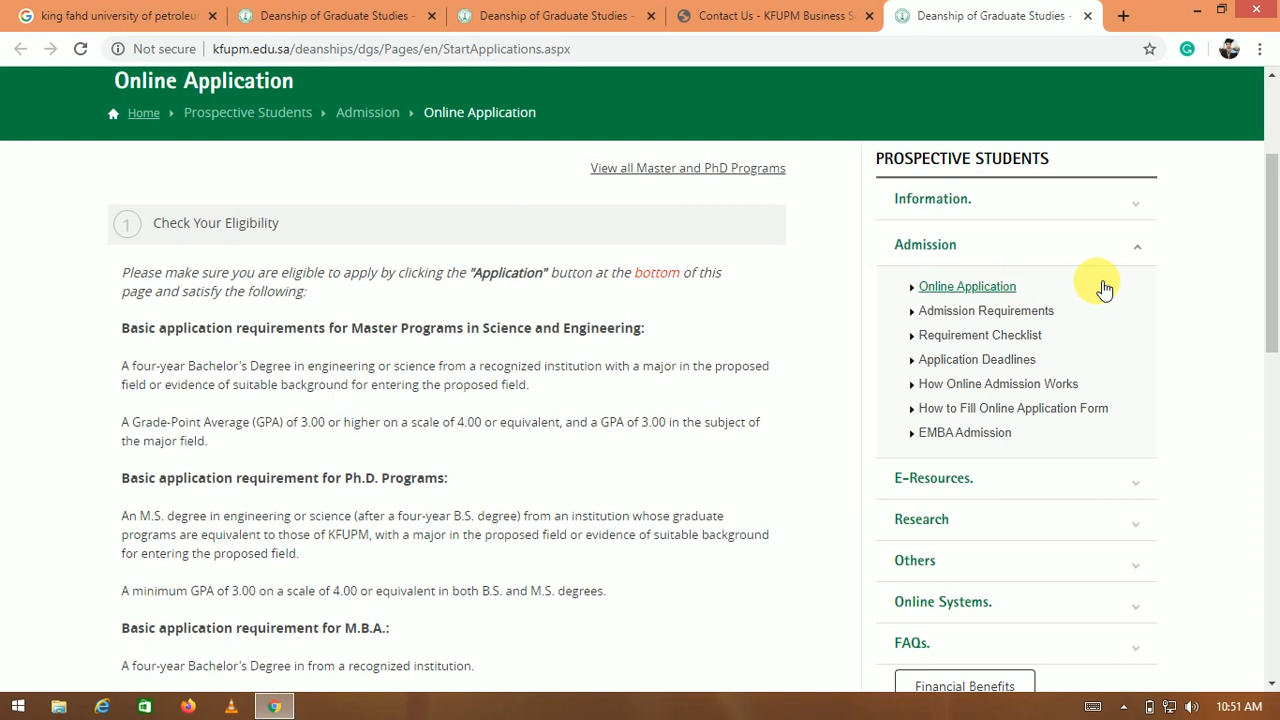 king fahd university of petroleu
Deanship of Graduate Studies -
Deanship of Graduate Studies -
Contact Us - KFUPM Business S
Deanship of Graduate Studies -
Not secure
kfupm.edu.sa/deanships/dgs/Pages/en/StartApplications.aspx
Online Application
Home Prospective Students Admission Online Application
View all Master and PhD Programs
1 Check Your Eligibility
Please make sure you are eligible to apply by clicking the "Application" button at the bottom of this
page and satisfy the following:
Basic application requirements for Master Programs in Science and Engineering:
A four-year Bachelor's Degree in engineering or science from a recognized institution with a major in the proposed
field or evidence of suitable background for entering the proposed field.
A Grade-Point Average (GPA) of 3.00 or higher on a scale of 4.00 or equivalent, and a GPA of 3.00 in the subject of
the major field.
Basic application requirement for Ph.D. Programs:
An M.S. degree in engineering or science (after a four-year B.S. degree) from an institution whose graduate
programs are equivalent to those of KFUPM, with a major in the proposed field or evidence of suitable background
for entering the proposed field.
A minimum GPA of 3.00 on a scale of 4.00 or equivalent in both B.S. and M.S. degrees.
Basic application requirement for M.B.A.:
A four-year Bachelor's Degree in from a recognized institution.
PROSPECTIVE STUDENTS
Information.
Admission
Online Application
Admission Requirements
Requirement Checklist
Application Deadlines
How Online Admission Works
How to Fill Online Application Form
EMBA Admission
E-Resources.
Research
Others
Online Systems.
FAQs.
Financial Benefits
10:51 AM